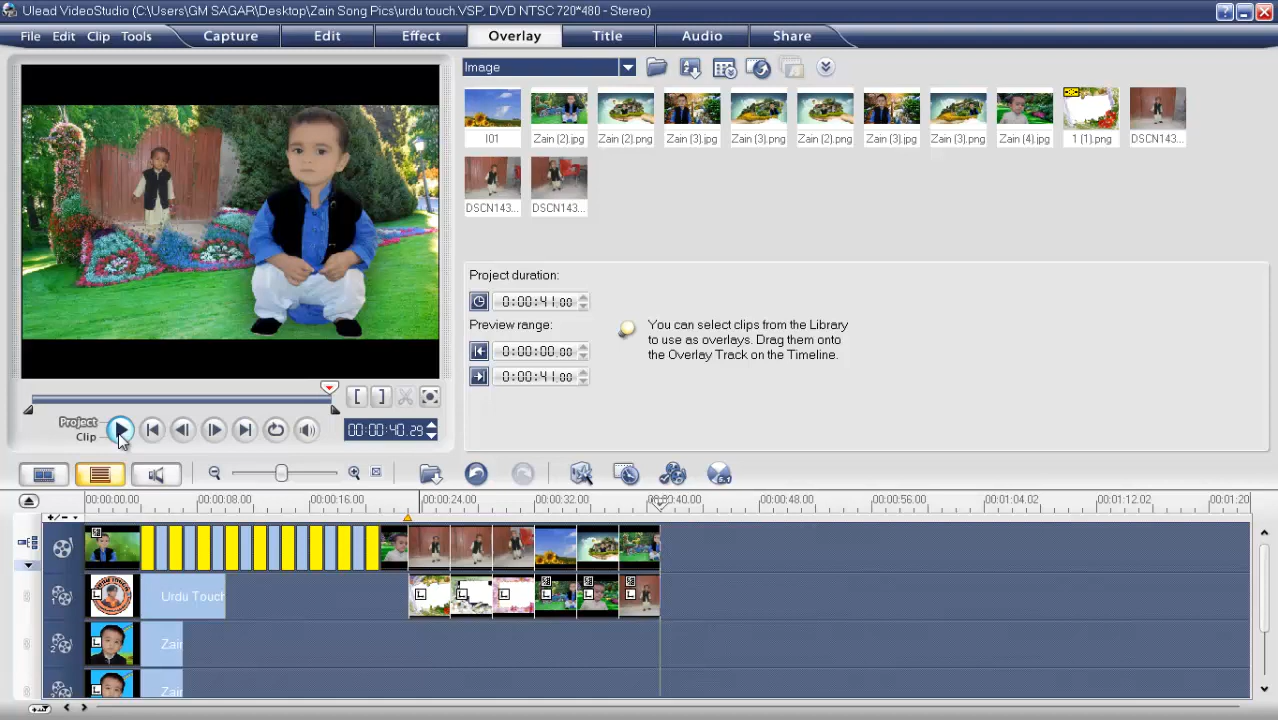 Ulead VideoStudio (C:\Users\GM SAGAR\Desktop\Zain Song Pics\urdu touch.VSP, DVD NTSC 720*480 - Stereo)
File Edit Clip Tools Capture Edit Effect Overlay Title Audio Share
Image
I01 Zain (2).jpg Zain (2).png Zain (3).jpg Zain (3).png Zain (2).png Zain (3).jpg Zain (3).png Zain (4).jpg 1 (1).png DSCN143...
DSCN143... DSCN143...
Project duration:
0:00:41.00
Preview range:
0:00:00.00
0:00:41.00
You can select clips from the Library
to use as overlays. Drag them onto
the Overlay Track on the Timeline.
Project
Clip
00:00:40.29
5.1
00:00:00.00 00:00:08.00 00:00:16.00 00:00:24.00 00:00:32.00 00:00:40.00 00:00:48.00 00:00:56.00 00:01:04.02 00:01:12.02 00:01:20
+/-
Urdu Touch
Zai
Zai